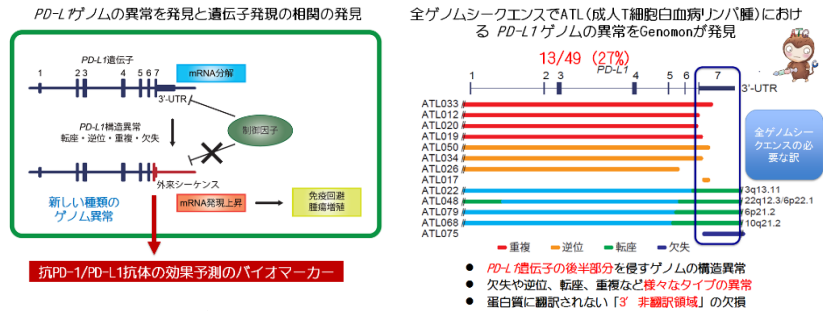 PD-L1ゲノムの異常を発見と遺伝子発現の相関の発見
PD-L1遺伝子
mRNA分解
1 2 3 4 5 6 7
3'-UTR
PD-L1構造異常
転座・逆位・重複・欠失
制御因子
外来シーケンス
新しい種類の
ゲノム異常
mRNA発現上昇
免疫回避
腫瘍増殖
抗PD-1/PD-L1抗体の効果予測のバイオマーカー
全ゲノムシークエンスでATL(成人T細胞白血病リンパ腫)におけ
る PD-L1 ゲノムの異常をGenomonが発見
13/49 (27%)
PD-L1
1 2 3 4 5 6 7
3'-UTR
ATL033
ATL012
ATL020
ATL019
ATL050
ATL034
ATL026
ATL017
ATL022 3q13.11
ATL048 22q12.3/6p22.1
ATL079 6p21.2
ATL068 10q21.2
ATL075
全ゲノムシー
クエンスの必
要な訳
重複 逆位 転座 欠失
● PD-L1遺伝子の後半部分を侵すゲノムの構造異常
● 欠失や逆位、転座、重複など様々なタイプの異常
● 蛋白質に翻訳されない「3’非翻訳領域」の欠損